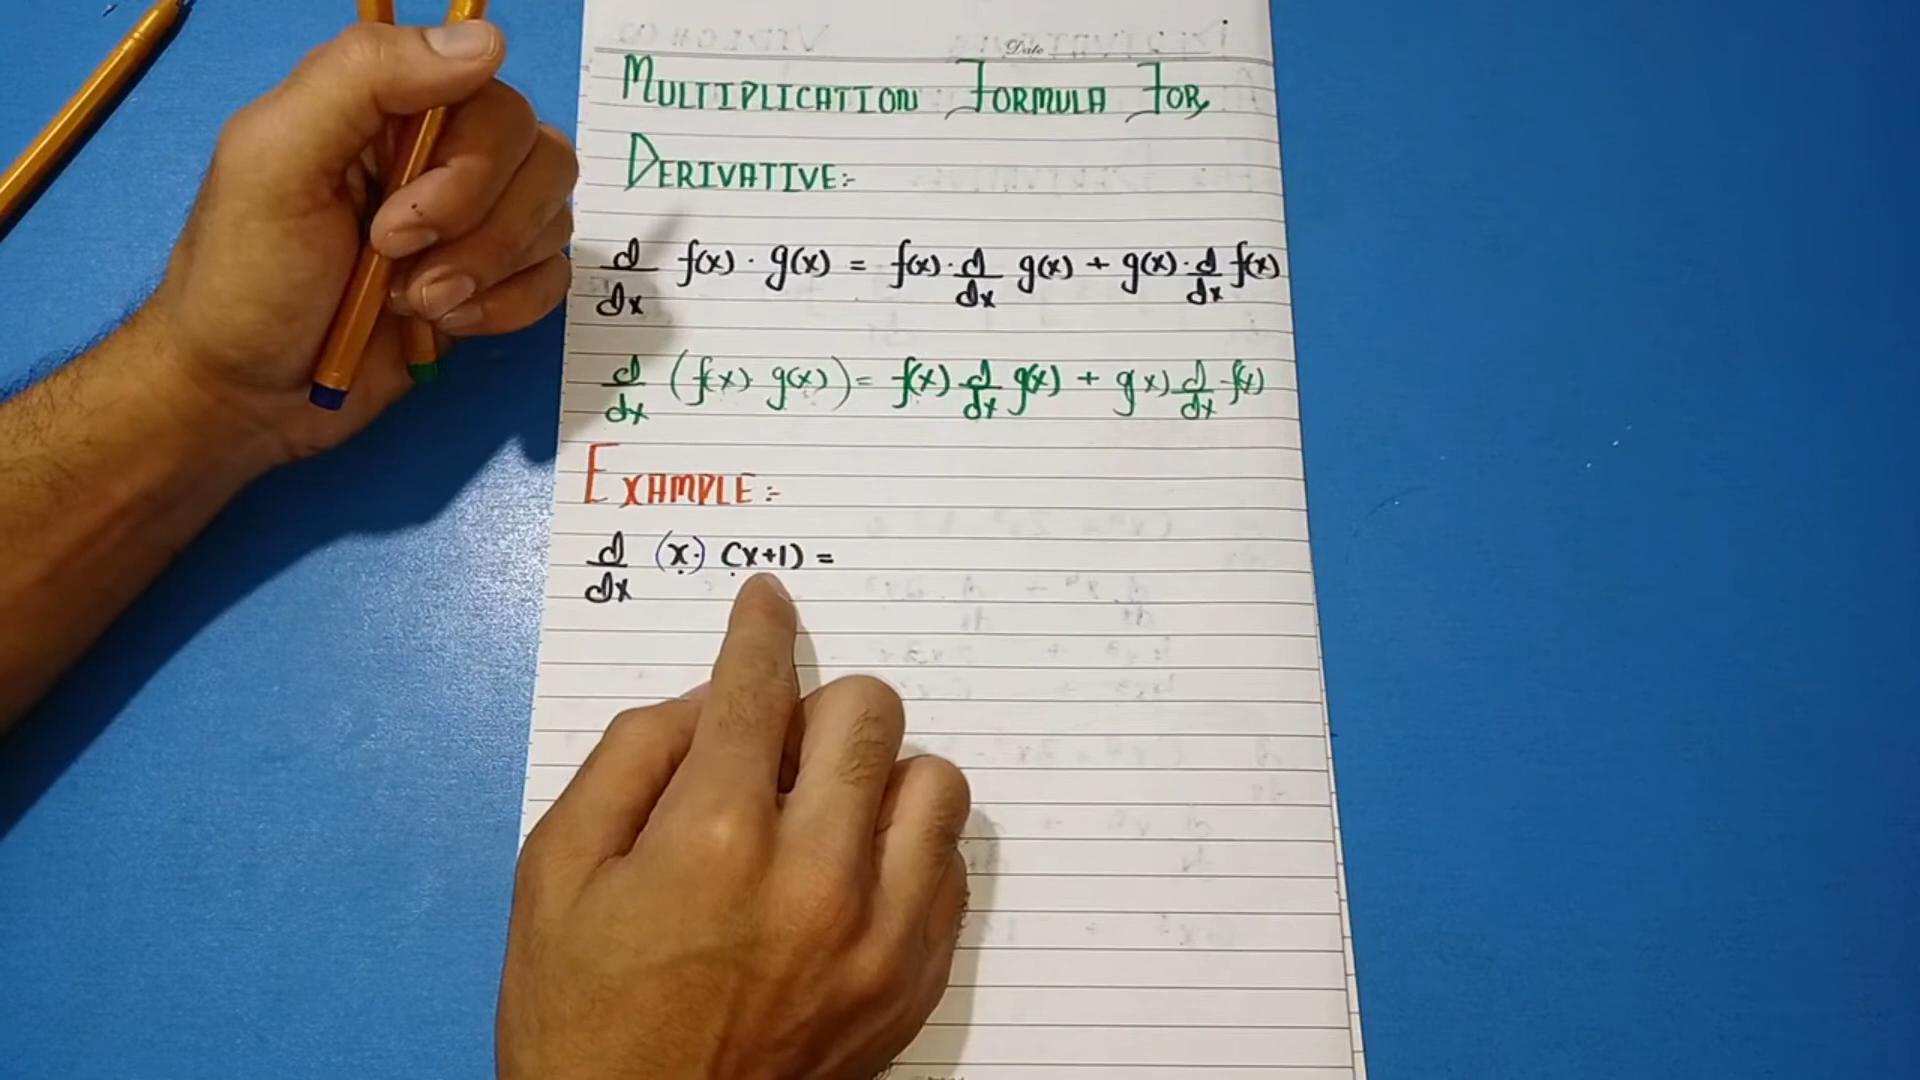 Date
MULTIPLICATION FORMULA FOR
DERIVATIVE:-
d/dx f(x) · g(x) = f(x) · d/dx g(x) + g(x) · d/dx f(x)
d/dx (f(x) · g(x)) = f(x) d/dx g(x) + g(x) d/dx f(x)
EXAMPLE:-
d/dx (x·) (x+1) =